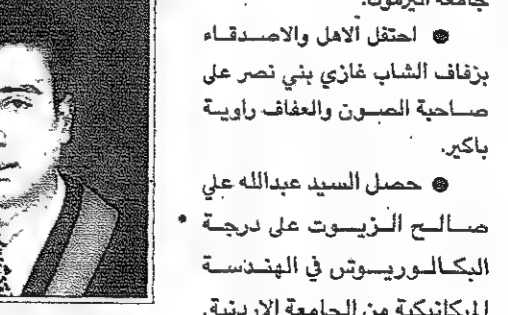 جامعة اليرموك.
● احتفل الاهل والاصدقاء
بزفاف الشاب غازي بني نصر على
صاحبة الصون والعفاف راوية
باكير.
● حصل السيد عبدالله علي
صالح الزيوت على درجة
البكالوريوس في الهندسة
الميكانيكية من الجامعة الاردنية.